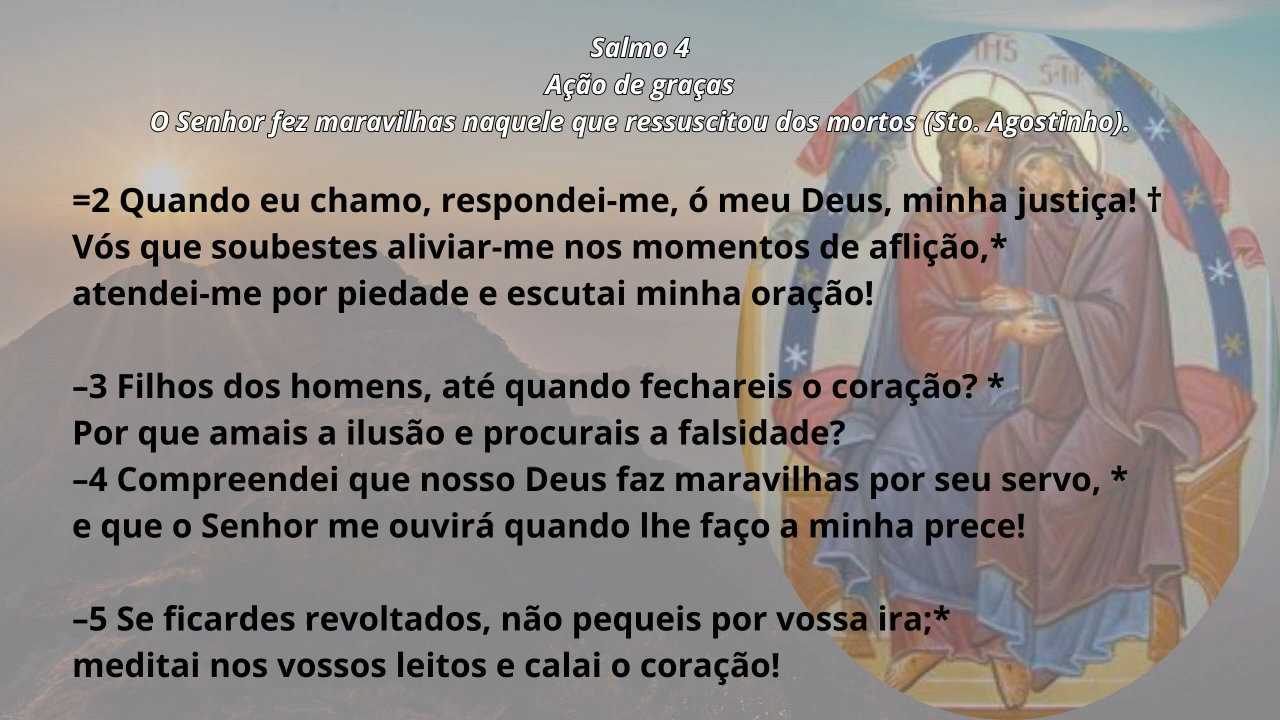 Salmo 4
Ação de graças
O Senhor fez maravilhas naquele que ressuscitou dos mortos (Sto. Agostinho).
=2 Quando eu chamo, respondei-me, ó meu Deus, minha justiça! †
Vós que soubestes aliviar-me nos momentos de aflição,*
atendei-me por piedade e escutai minha oração!
–3 Filhos dos homens, até quando fechareis o coração? *
Por que amais a ilusão e procurais a falsidade?
–4 Compreendei que nosso Deus faz maravilhas por seu servo, *
e que o Senhor me ouvirá quando lhe faço a minha prece!
–5 Se ficardes revoltados, não pequeis por vossa ira;*
meditai nos vossos leitos e calai o coração!
IHS